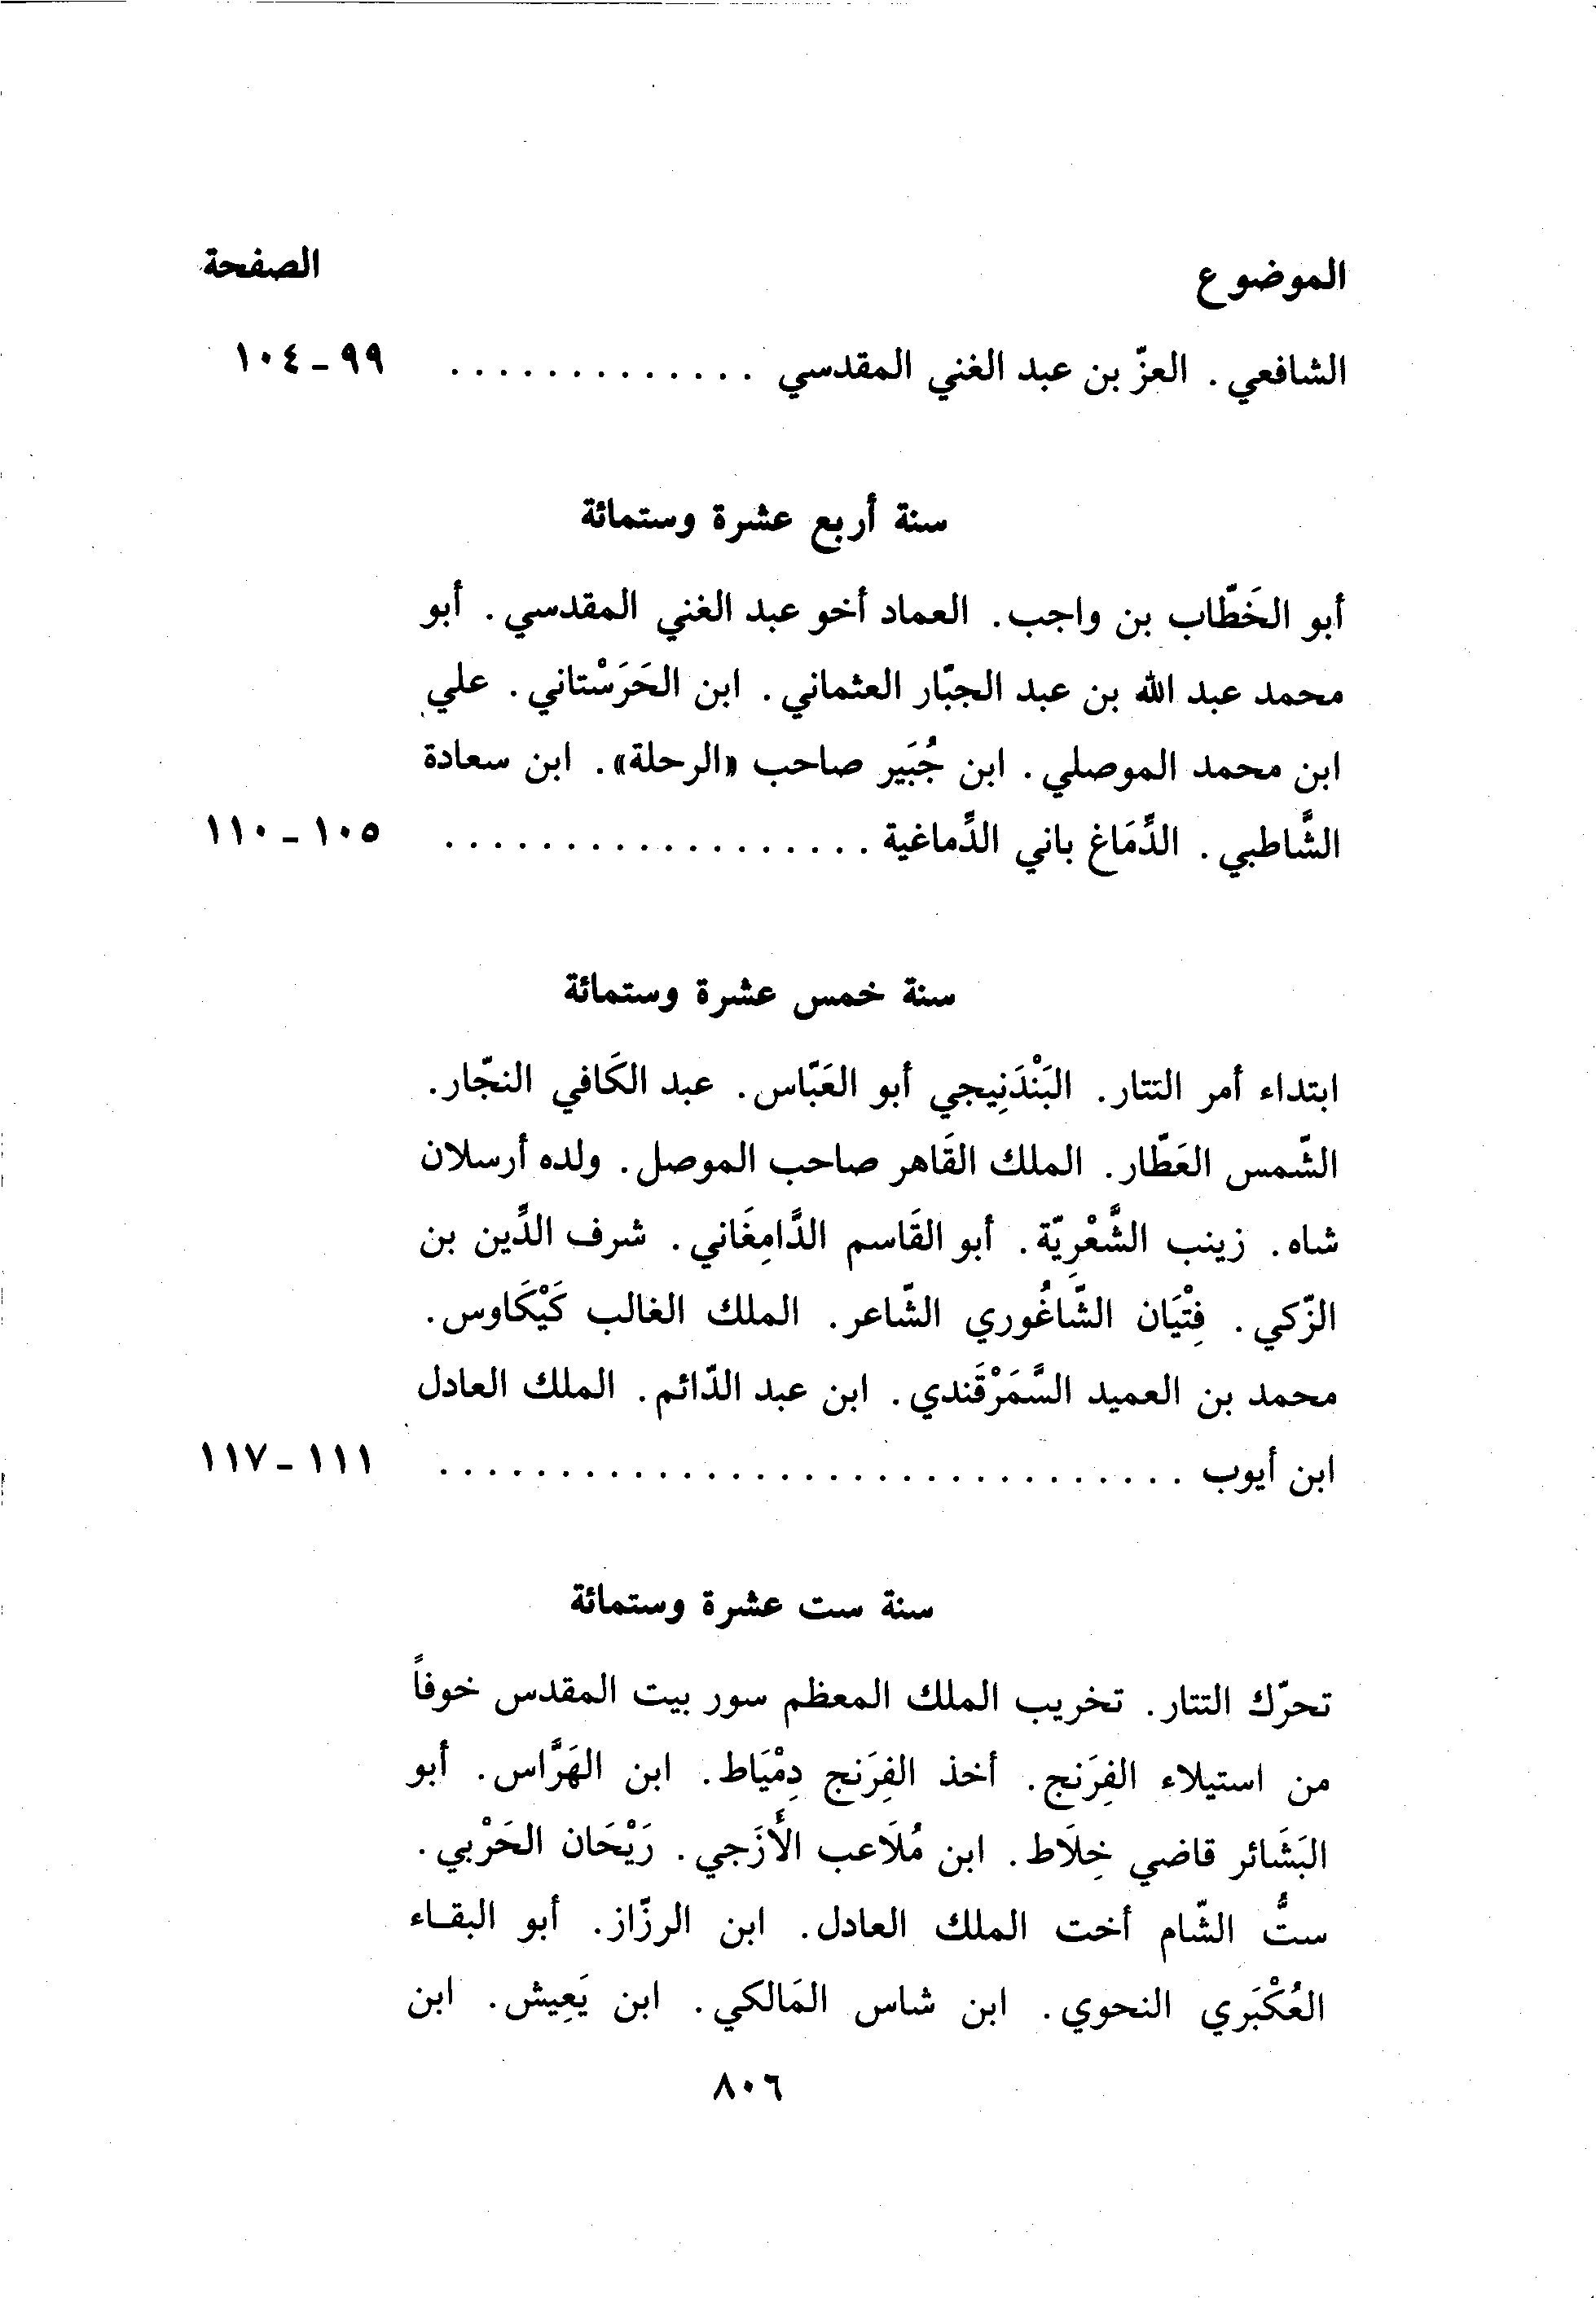 الموضوع الصفحة
الشافعي . العزّ بن عبد الغني المقدسي . . . . . . . . . . . . . ٩٩ - ١٠٤
سنة أربع عشرة وستمائة
أبو الخَطّاب بن واجب. العماد أخو عبد الغني المقدسي . أبو
محمد عبد الله بن عبد الجبّار العثماني . ابن الحَرَسْتاني . علي
ابن محمد الموصلي . ابن جُبَير صاحب «الرحلة». ابن سعادة
الشَّاطبي . الدِّمَاغ باني الدِّماغية . . . . . . . . . . . . . . . . . . ١٠٥ - ١١٠
سنة خمس عشرة وستمائة
ابتداء أمر التتار. البَنْدَنِيجي أبو العَبّاس. عبد الكَافي النجّار.
الشّمس العَطّار. الملك القَاهر صاحب الموصل. ولده أرسلان
شاه. زينب الشَّعْرِيّة. أبو القَاسم الدَّامِغَاني . شرف الدِّين بن
الزّكي . فِتْيَان الشَّاغُوري الشّاعر. الملك الغالب كَيْكَاوس.
محمد بن العميد السَّمَرْقَندي. ابن عبد الدّائم. الملك العادل
ابن أيوب . . . . . . . . . . . . . . . . . . . . . . . . . . . . . . . ١١١ - ١١٧
سنة ست عشرة وستمائة
تحرّك التتار. تخريب الملك المعظم سور بيت المقدس خوفاً
من استيلاء الفِرَنج. أخذ الفِرَنج دِمْيَاط. ابن الهَرَّاس. أبو
البَشَائر قاضي خِلَاط. ابن مُلَاعب الأَزَجي. رَيْحَان الحَرْبي.
ستُّ الشّام أخت الملك العادل. ابن الرزّاز. أبو البقاء
العُكْبَري النحوي. ابن شاس المَالكي. ابن يَعِيش. ابن
٨٠٦